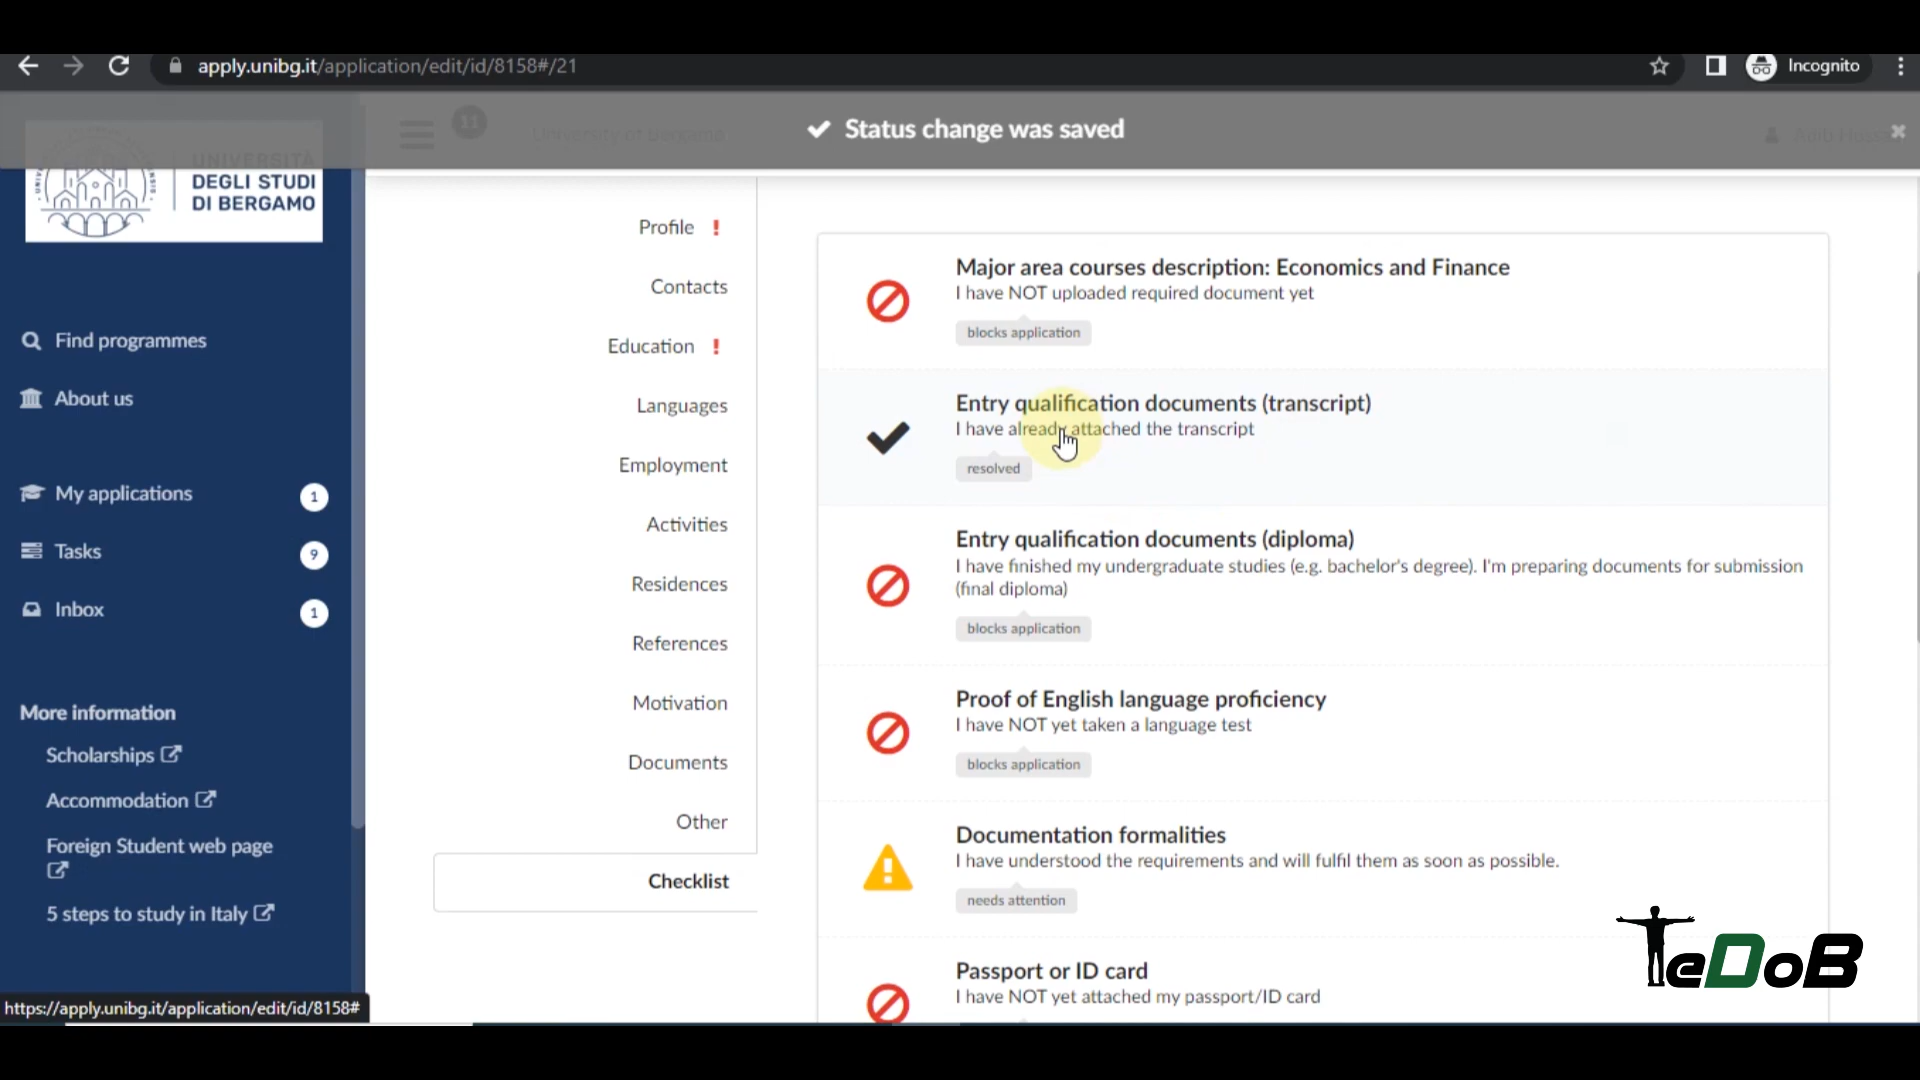 apply.unibg.it/application/edit/id/8158#/21
Incognito
11
University of Bergamo
Status change was saved
UNIVERSITÀ
DEGLI STUDI
DI BERGAMO
Find programmes
About us
My applications 1
Tasks 9
Inbox 1
More information
Scholarships
Accommodation
Foreign Student web page
5 steps to study in Italy
https://apply.unibg.it/application/edit/id/8158#
Profile !
Contacts
Education !
Languages
Employment
Activities
Residences
References
Motivation
Documents
Other
Checklist
Major area courses description: Economics and Finance
I have NOT uploaded required document yet
blocks application
Entry qualification documents (transcript)
I have already attached the transcript
resolved
Entry qualification documents (diploma)
I have finished my undergraduate studies (e.g. bachelor's degree). I'm preparing documents for submission
(final diploma)
blocks application
Proof of English language proficiency
I have NOT yet taken a language test
blocks application
Documentation formalities
I have understood the requirements and will fulfil them as soon as possible.
needs attention
Passport or ID card
I have NOT yet attached my passport/ID card
TeDoB